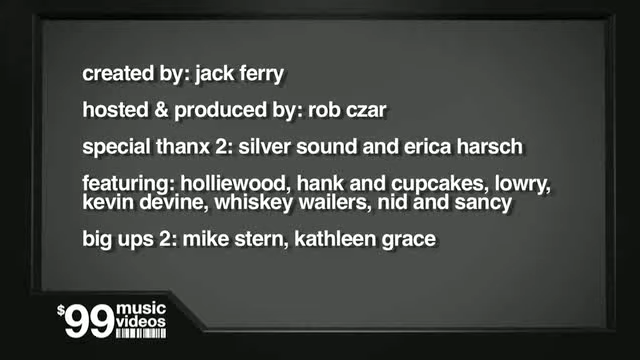 created by: jack ferry
hosted & produced by: rob czar
special thanx 2: silver sound and erica harsch
featuring: holliewood, hank and cupcakes, lowry,
kevin devine, whiskey wailers, nid and sancy
big ups 2: mike stern, kathleen grace
$99 music
videos